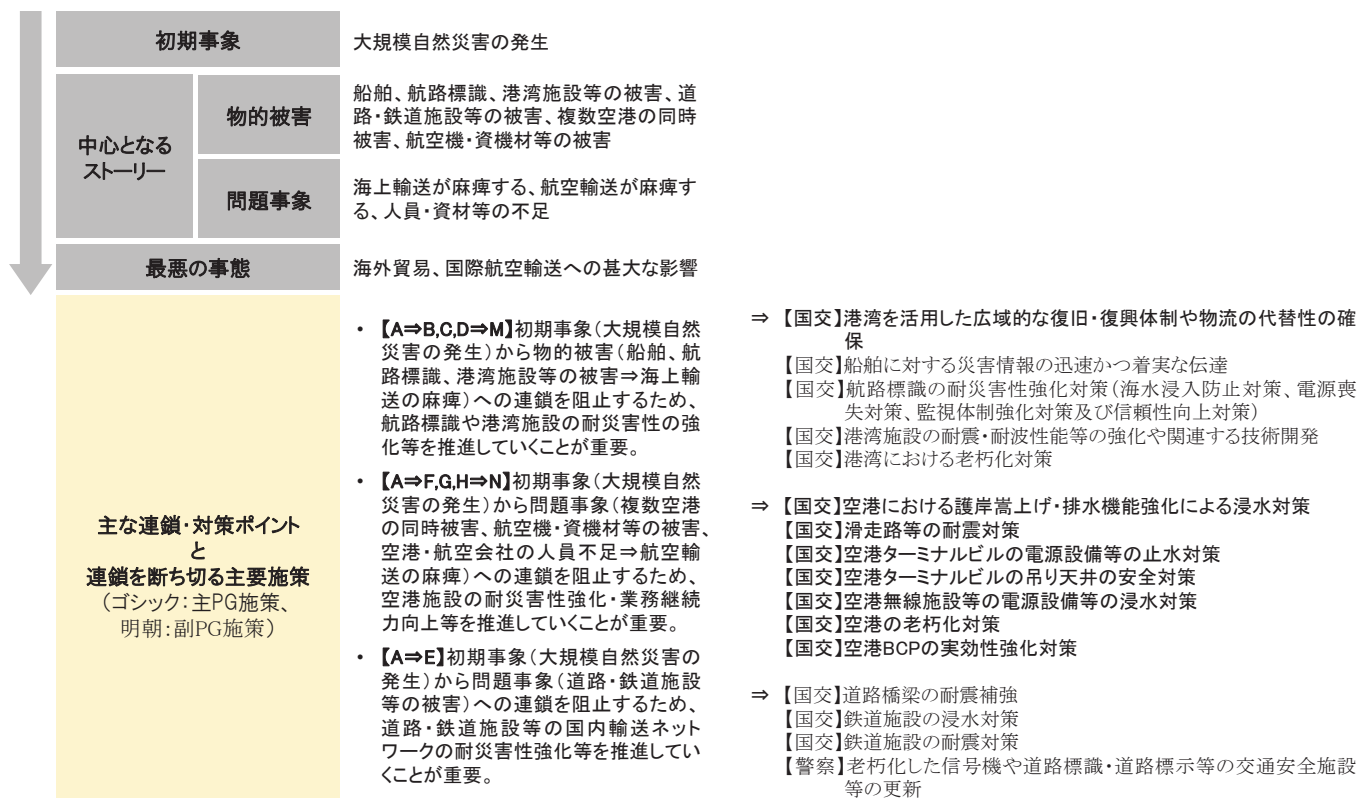 初期事象
大規模自然災害の発生
中心となる
ストーリー
物的被害
船舶、航路標識、港湾施設等の被害、道
路・鉄道施設等の被害、複数空港の同時
被害、航空機・資機材等の被害
問題事象
海上輸送が麻痺する、航空輸送が麻痺す
る、人員・資材等の不足
最悪の事態
海外貿易、国際航空輸送への甚大な影響
主な連鎖・対策ポイント
と
連鎖を断ち切る主要施策
（ゴシック：主PG施策、
明朝：副PG施策）
・ 【A⇒B,C,D⇒M】初期事象（大規模自然
災害の発生）から物的被害（船舶、航
路標識、港湾施設等の被害⇒海上輸
送の麻痺）への連鎖を阻止するため、
航路標識や港湾施設の耐災害性の強
化等を推進していくことが重要。
・ 【A⇒F,G,H⇒N】初期事象（大規模自然
災害の発生）から問題事象（複数空港
の同時被害、航空機・資機材等の被害、
空港・航空会社の人員不足⇒航空輸
送の麻痺）への連鎖を阻止するため、
空港施設の耐災害性強化・業務継続
力向上等を推進していくことが重要。
・ 【A⇒E】初期事象（大規模自然災害の
発生）から問題事象（道路・鉄道施設
等の被害）への連鎖を阻止するため、
道路・鉄道施設等の国内輸送ネット
ワークの耐災害性強化等を推進してい
くことが重要。
⇒ 【国交】港湾を活用した広域的な復旧・復興体制や物流の代替性の確
保
【国交】船舶に対する災害情報の迅速かつ着実な伝達
【国交】航路標識の耐災害性強化対策（海水浸入防止対策、電源喪
失対策、監視体制強化対策及び信頼性向上対策）
【国交】港湾施設の耐震・耐波性能等の強化や関連する技術開発
【国交】港湾における老朽化対策
⇒ 【国交】空港における護岸嵩上げ・排水機能強化による浸水対策
【国交】滑走路等の耐震対策
【国交】空港ターミナルビルの電源設備等の止水対策
【国交】空港ターミナルビルの吊り天井の安全対策
【国交】空港無線施設等の電源設備等の浸水対策
【国交】空港の老朽化対策
【国交】空港BCPの実効性強化対策
⇒ 【国交】道路橋梁の耐震補強
【国交】鉄道施設の浸水対策
【国交】鉄道施設の耐震対策
【警察】老朽化した信号機や道路標識・道路標示等の交通安全施設
等の更新